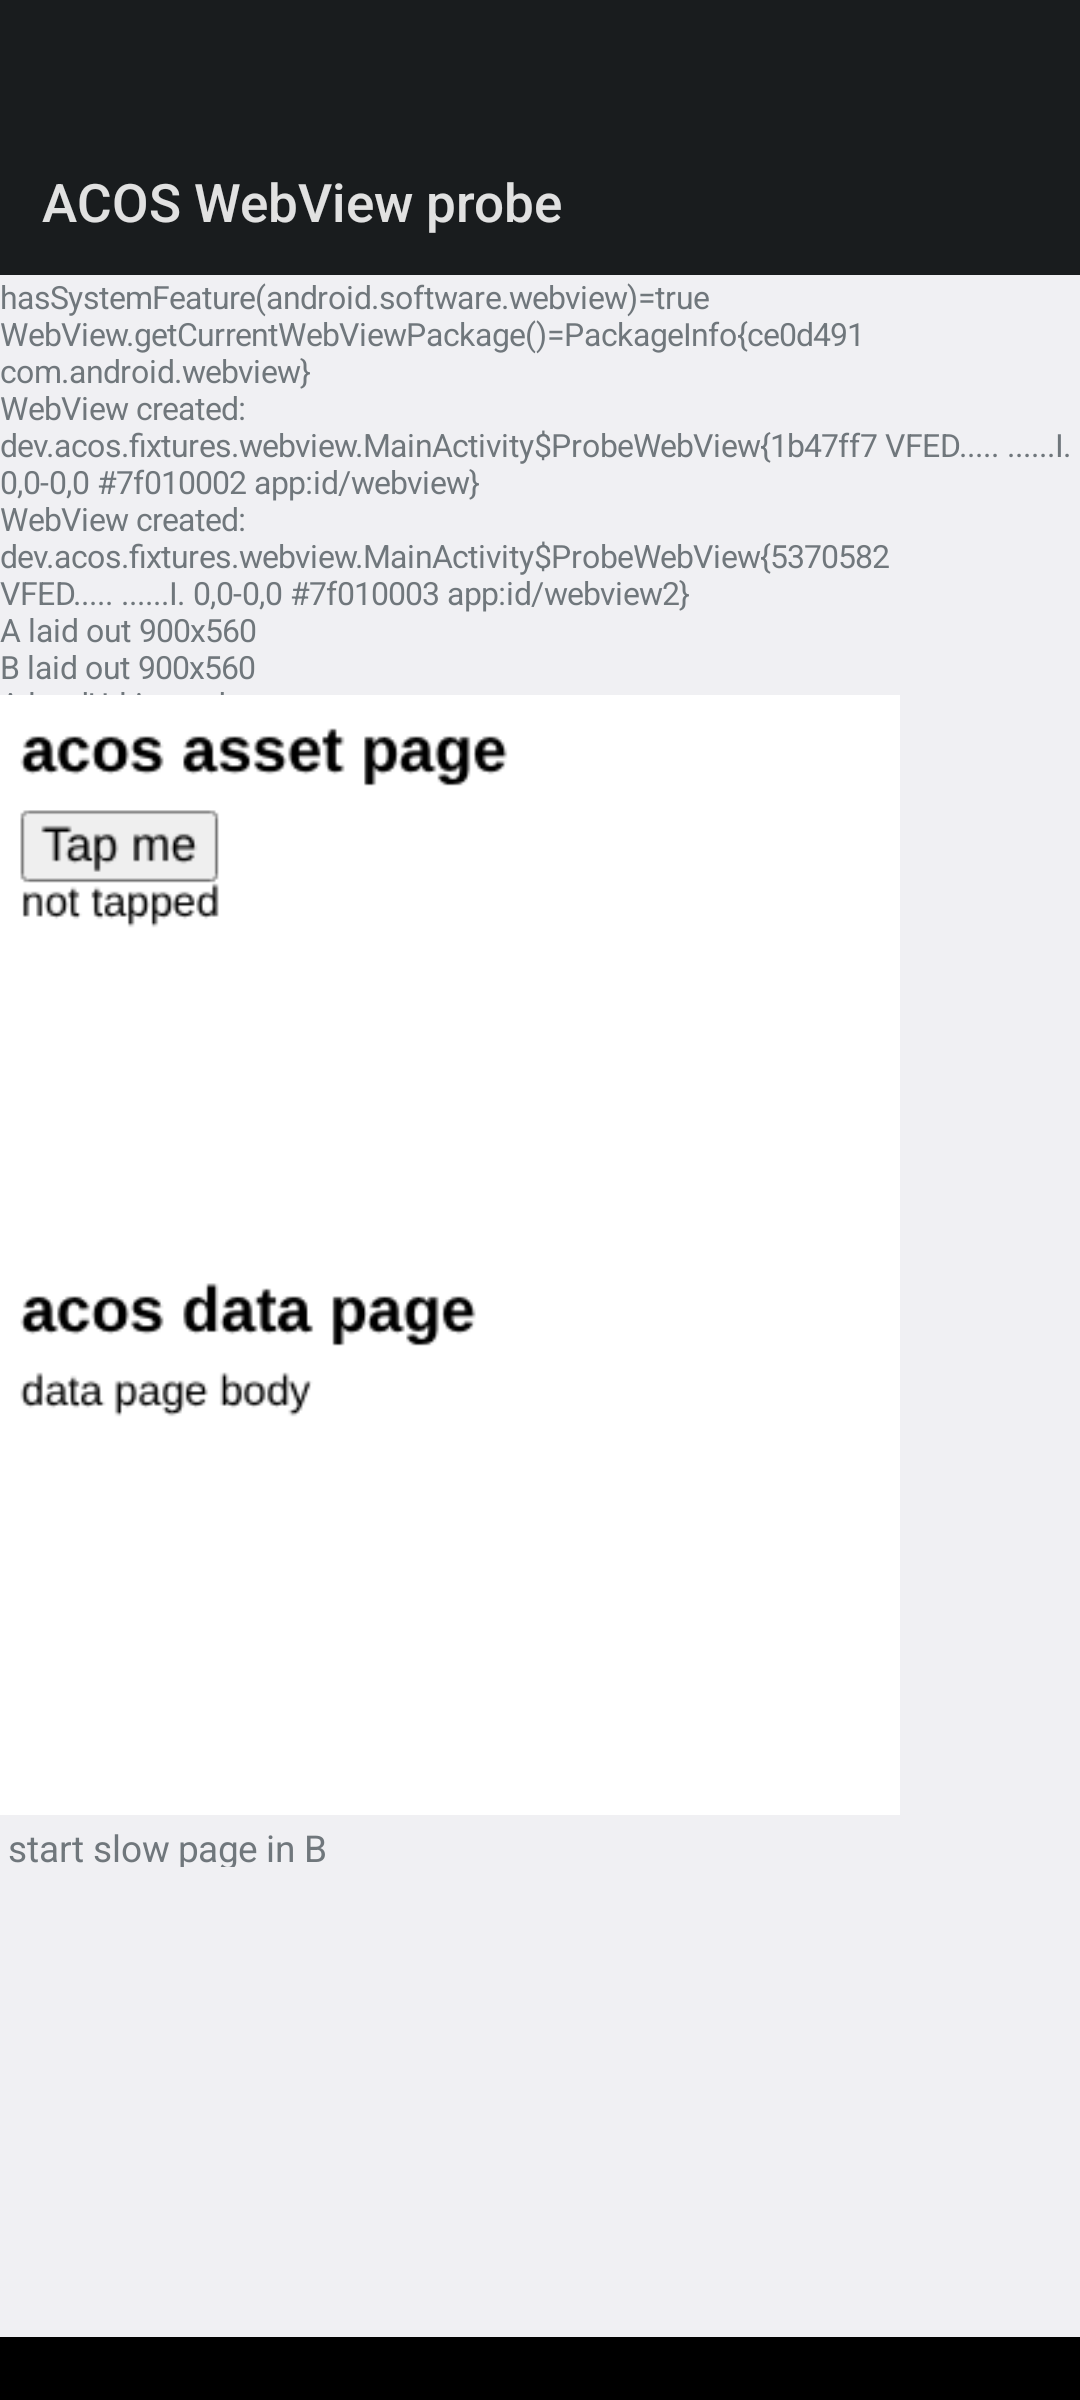 ACOS WebView probe
hasSystemFeature(android.software.webview)=true
WebView.getCurrentWebViewPackage()=PackageInfo{ce0d491
com.android.webview}
WebView created:
dev.acos.fixtures.webview.MainActivity$ProbeWebView{1b47ff7 VFED..... ......I.
0,0-0,0 #7f010002 app:id/webview}
WebView created:
dev.acos.fixtures.webview.MainActivity$ProbeWebView{5370582
VFED..... ......I. 0,0-0,0 #7f010003 app:id/webview2}
A laid out 900x560
B laid out 900x560
acos asset page
Tap me
not tapped
acos data page
data page body
start slow page in B